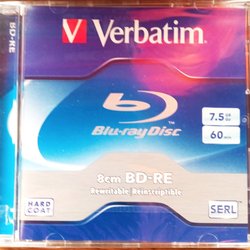 BD-RE
Verbatim.
Blu-ray Disc
7.5 GB Go
60 min
8cm BD-RE
Rewritable Reinscriptible
HARD COAT
SERL